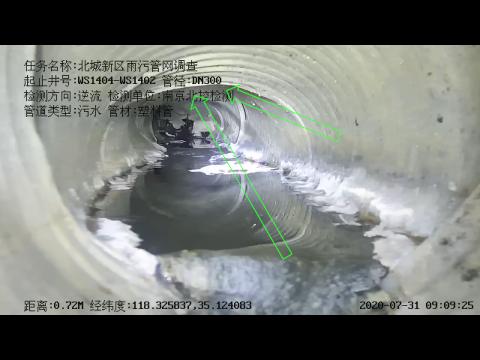 任务名称:北城新区雨污管网调查
起止井号:WS1404-WS1402 管径:DN300
检测方向:逆流 检测单位:南京北控检测
管道类型:污水 管材:塑料管
距离:0.72M 经纬度:118.325837,35.124083
2020-07-31 09:09:25